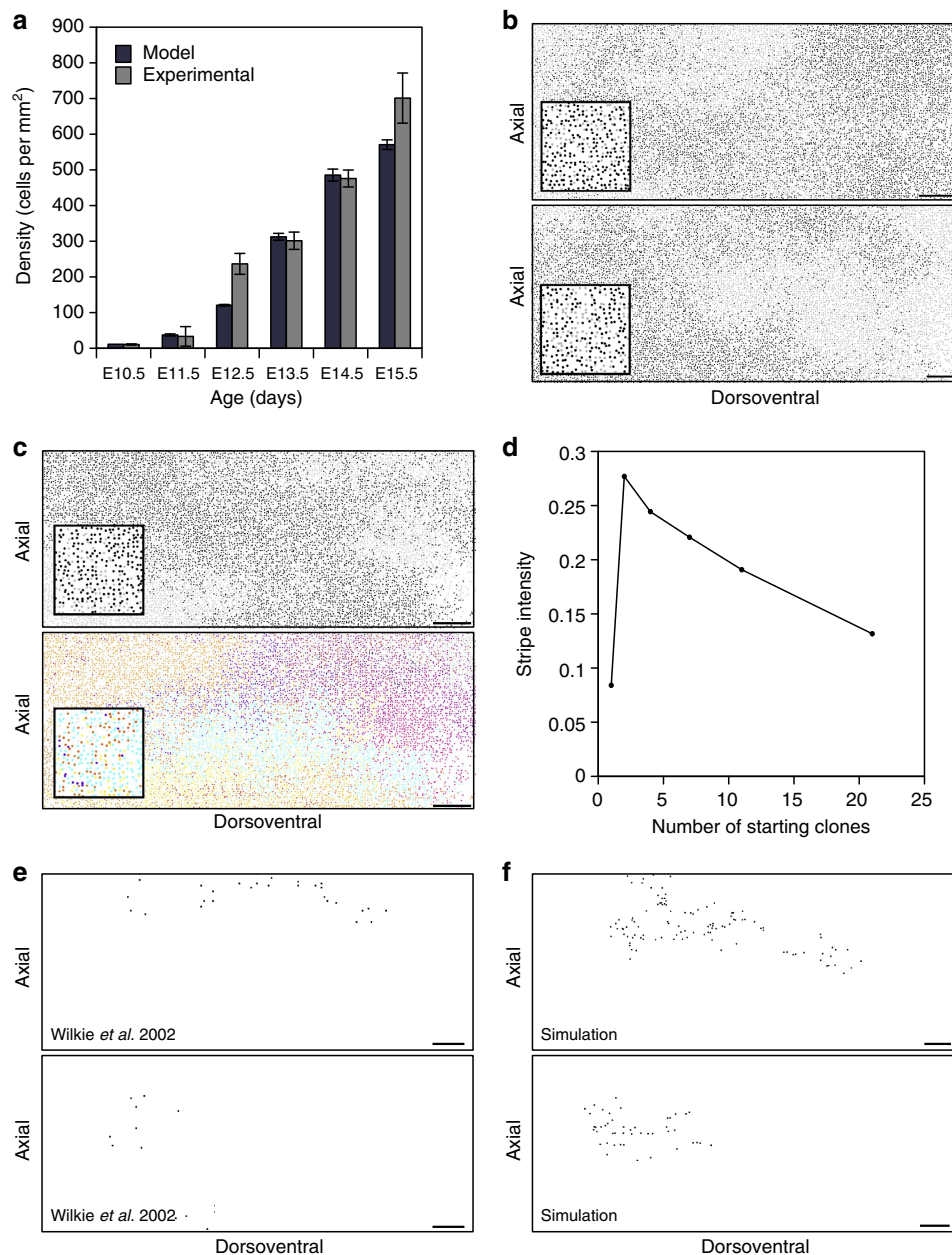 a
900
800
700
600
500
400
300
200
100
0
Density (cells per mm²)
Model
Experimental
E10.5 E11.5 E12.5 E13.5 E14.5 E15.5
Age (days)
b
Axial
Axial
Dorsoventral
c
Axial
Axial
Dorsoventral
d
0.3
0.25
0.2
0.15
0.1
0.05
0
Stripe intensity
0 5 10 15 20 25
Number of starting clones
e
Axial
Wilkie et al. 2002
Axial
Wilkie et al. 2002
Dorsoventral
f
Axial
Simulation
Axial
Simulation
Dorsoventral